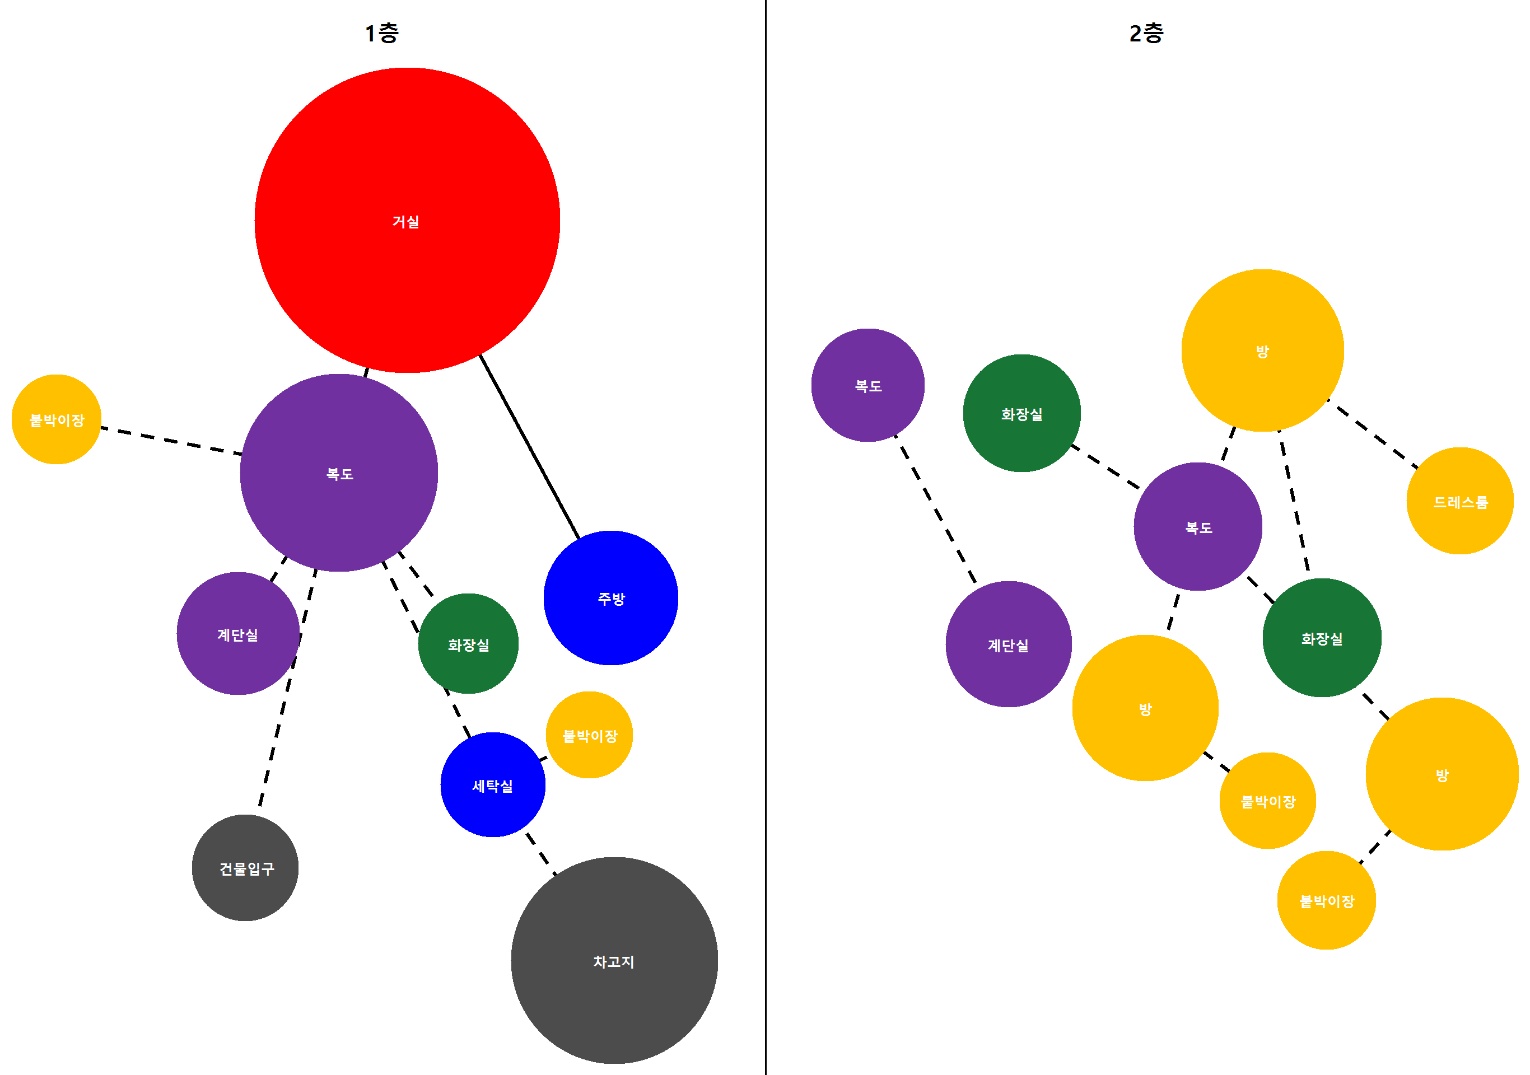 1층
거실
붙박이장
복도
주방
계단실
화장실
붙박이장
세탁실
건물입구
차고지
2층
방
복도
화장실
드레스룸
복도
화장실
계단실
방
방
붙박이장
붙박이장